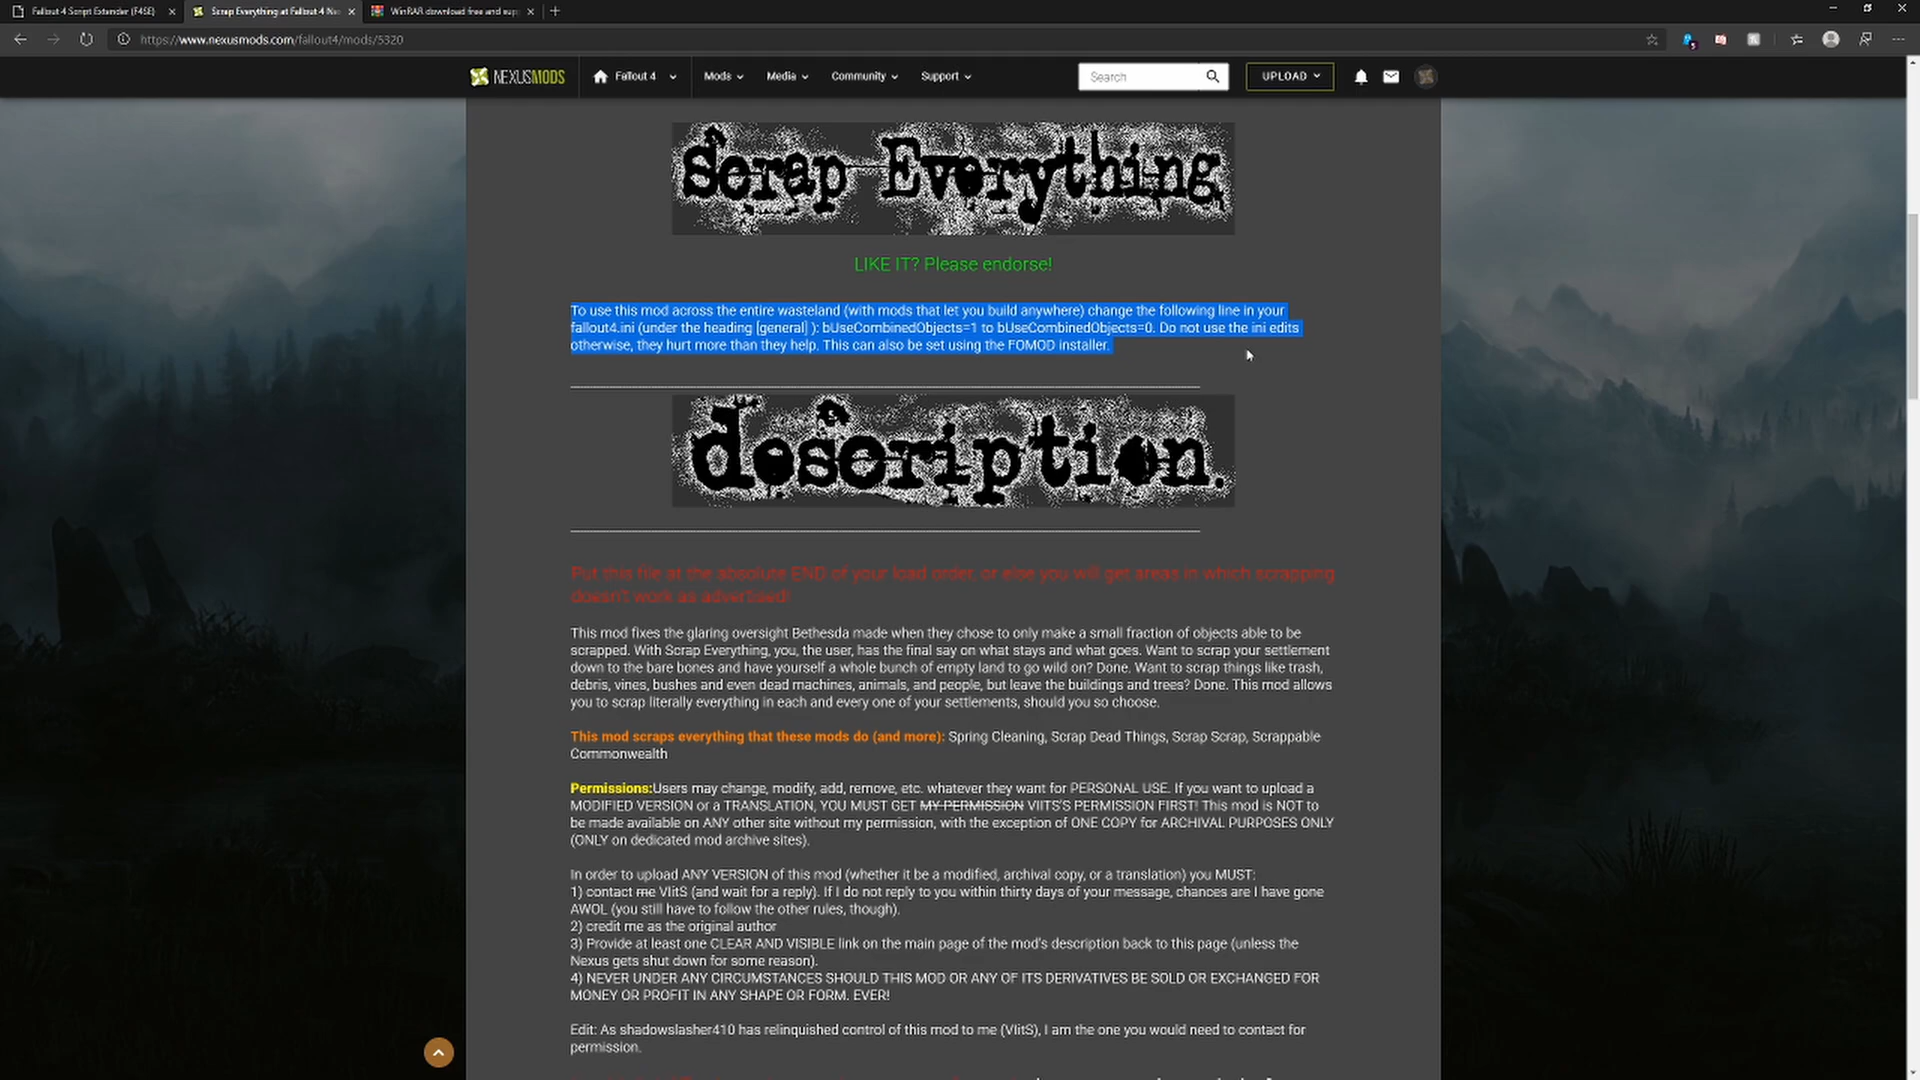 Fallout 4 Script Extender (F4SE)
Scrap Everything at Fallout 4 Ne
WinRAR download free and supp
https://www.nexusmods.com/fallout4/mods/5320
NEXUSMODS
Fallout 4
Mods
Media
Community
Support
Search
UPLOAD
Scrap Everything
LIKE IT? Please endorse!
To use this mod across the entire wasteland (with mods that let you build anywhere) change the following line in your
fallout4.ini (under the heading [general] ): bUseCombinedObjects=1 to bUseCombinedObjects=0. Do not use the ini edits
otherwise, they hurt more than they help. This can also be set using the FOMOD installer.
description.
Put this file at the absolute END of your load order, or else you will get areas in which scrapping
doesn't work as advertised!
This mod fixes the glaring oversight Bethesda made when they chose to only make a small fraction of objects able to be
scrapped. With Scrap Everything, you, the user, has the final say on what stays and what goes. Want to scrap your settlement
down to the bare bones and have yourself a whole bunch of empty land to go wild on? Done. Want to scrap things like trash,
debris, vines, bushes and even dead machines, animals, and people, but leave the buildings and trees? Done. This mod allows
you to scrap literally everything in each and every one of your settlements, should you so choose.
This mod scraps everything that these mods do (and more): Spring Cleaning, Scrap Dead Things, Scrap Scrap, Scrappable
Commonwealth
Permissions:Users may change, modify, add, remove, etc. whatever they want for PERSONAL USE. If you want to upload a
MODIFIED VERSION or a TRANSLATION, YOU MUST GET MY PERMISSION VIITS'S PERMISSION FIRST! This mod is NOT to
be made available on ANY other site without my permission, with the exception of ONE COPY for ARCHIVAL PURPOSES ONLY
(ONLY on dedicated mod archive sites).
In order to upload ANY VERSION of this mod (whether it be a modified, archival copy, or a translation) you MUST:
1) contact me VIitS (and wait for a reply). If I do not reply to you within thirty days of your message, chances are I have gone
AWOL (you still have to follow the other rules, though).
2) credit me as the original author
3) Provide at least one CLEAR AND VISIBLE link on the main page of the mod's description back to this page (unless the
Nexus gets shut down for some reason).
4) NEVER UNDER ANY CIRCUMSTANCES SHOULD THIS MOD OR ANY OF ITS DERIVATIVES BE SOLD OR EXCHANGED FOR
MONEY OR PROFIT IN ANY SHAPE OR FORM. EVER!
Edit: As shadowslasher410 has relinquished control of this mod to me (VIitS), I am the one you would need to contact for
permission.